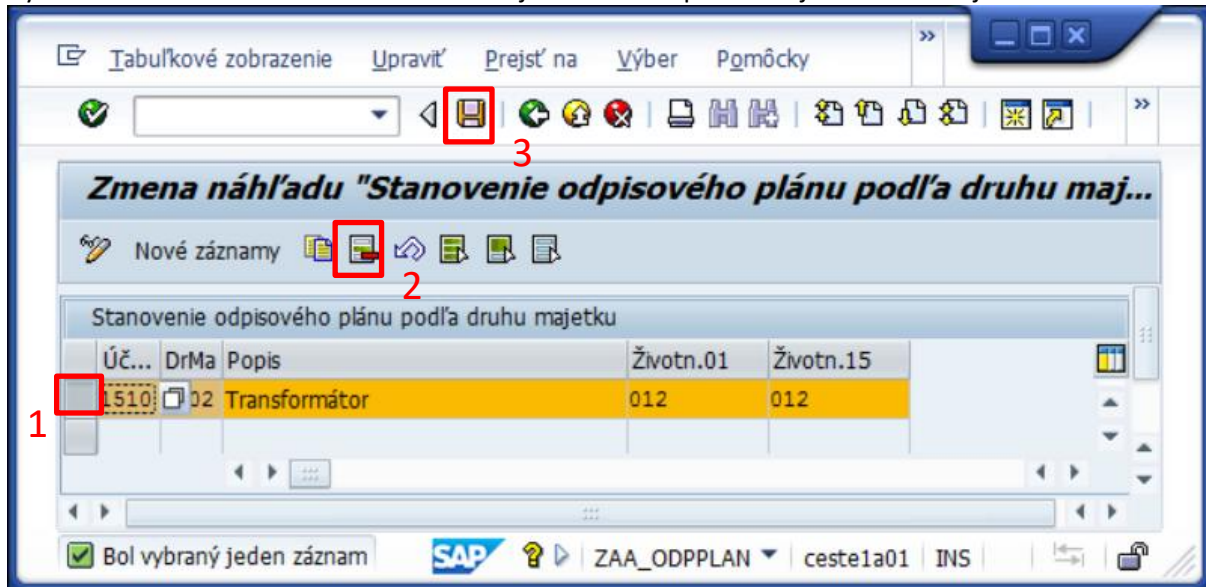 Tabuľkové zobrazenie Upraviť Prejsť na Výber Pomôcky »
3 »
Zmena náhľadu "Stanovenie odpisového plánu podľa druhu maj...
Nové záznamy
2
Stanovenie odpisového plánu podľa druhu majetku
Úč... DrMa Popis Životn.01 Životn.15
1 1510 02 Transformátor 012 012
Bol vybraný jeden záznam SAP ZAA_ODPPLAN ceste1a01 INS